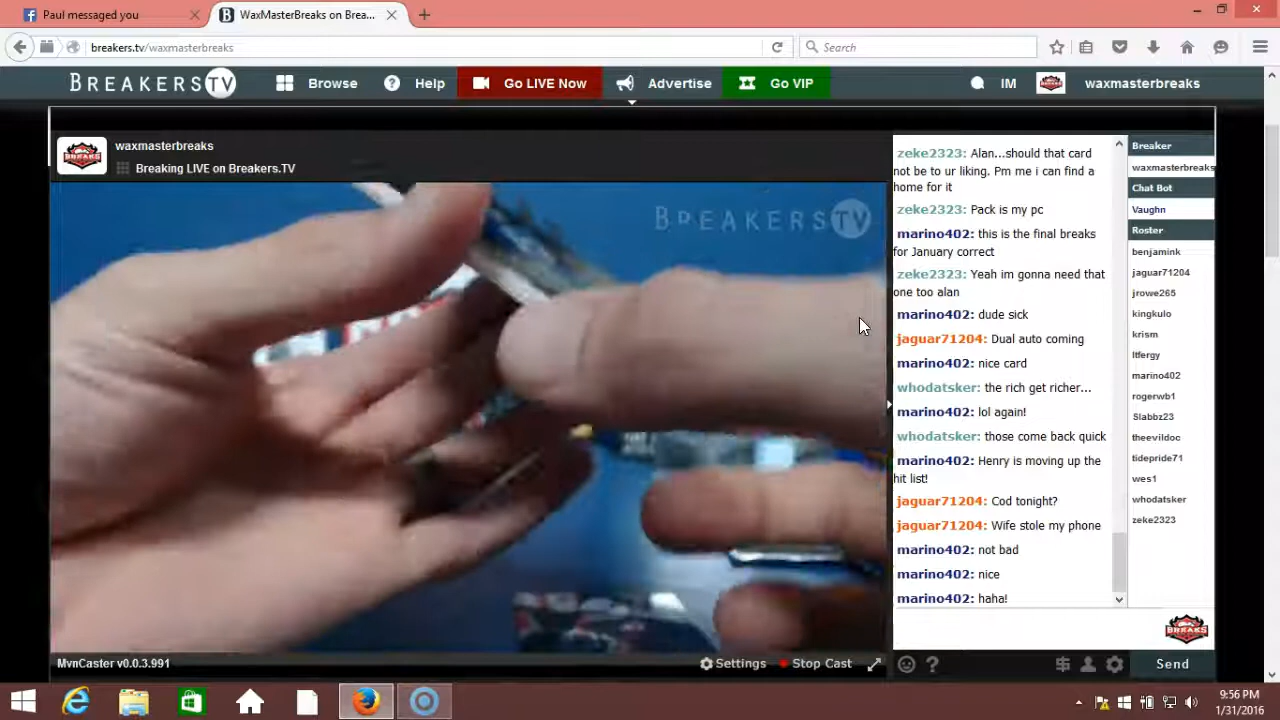 Paul messaged you
WaxMasterBreaks on Brea...
breakers.tv/waxmasterbreaks
Search
BREAKERSTV
Browse
Help
Go LIVE Now
Advertise
Go VIP
IM
waxmasterbreaks
waxmasterbreaks
Breaking LIVE on Breakers.TV
BREAKERSTV
zeke2323: Alan...should that card
not be to ur liking. Pm me i can find a
home for it
zeke2323: Pack is my pc
marino402: this is the final breaks
for January correct
zeke2323: Yeah im gonna need that
one too alan
marino402: dude sick
jaguar71204: Dual auto coming
marino402: nice card
whodatsker: the rich get richer...
marino402: lol again!
whodatsker: those come back quick
marino402: Henry is moving up the
hit list!
jaguar71204: Cod tonight?
jaguar71204: Wife stole my phone
marino402: not bad
marino402: nice
marino402: haha!
Breaker
waxmasterbreaks
Chat Bot
Vaughn
Roster
benjamink
jaguar71204
jrowe265
kingkulo
krism
ltfergy
marino402
rogerwb1
Slabbz23
theevildoc
tidepride71
wes1
whodatsker
zeke2323
BREAKS
MvnCaster v0.0.3.991
Settings
Stop Cast
Send
9:56 PM
1/31/2016